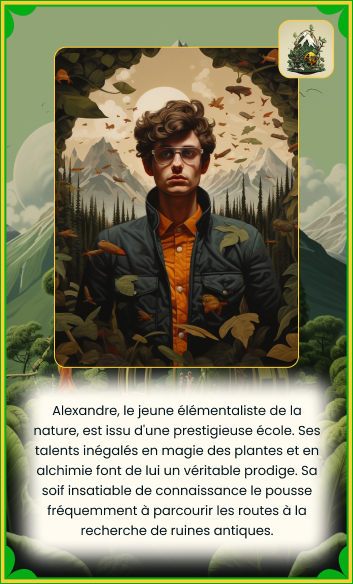 Alexandre, le jeune élémentaliste de la
nature, est issu d'une prestigieuse école. Ses
talents inégalés en magie des plantes et en
alchimie font de lui un véritable prodige. Sa
soif insatiable de connaissance le pousse
fréquemment à parcourir les routes à la
recherche de ruines antiques.